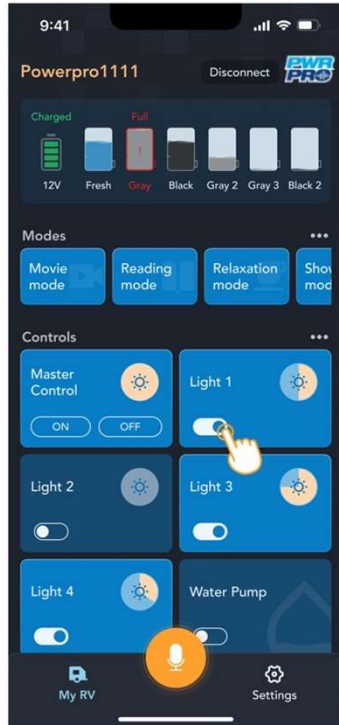 9:41
Powerpro1111
Disconnect
PWR
PRO
Charged
Full
!
12V
Fresh
Gray
Black
Gray 2
Gray 3
Black 2
Modes
Movie
mode
Reading
mode
Relaxation
mode
Controls
Master
Control
ON
OFF
Light 1
Light 2
Light 3
Light 4
Water Pump
My RV
Settings